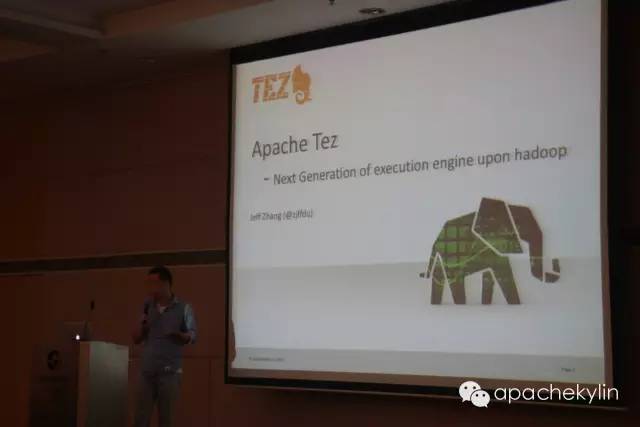 TEZ
Apache Tez
- Next Generation of execution engine upon hadoop
Jeff Zhang (@zjffdu)
apachekylin